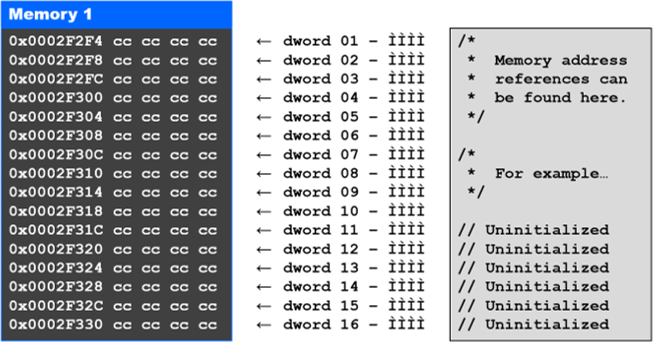 Memory 1
0x0002F2F4 cc cc cc cc ← dword 01 – ÌÌÌÌ /*
0x0002F2F8 cc cc cc cc ← dword 02 – ÌÌÌÌ * Memory address
0x0002F2FC cc cc cc cc ← dword 03 – ÌÌÌÌ * references can
0x0002F300 cc cc cc cc ← dword 04 – ÌÌÌÌ * be found here.
0x0002F304 cc cc cc cc ← dword 05 – ÌÌÌÌ */
0x0002F308 cc cc cc cc ← dword 06 – ÌÌÌÌ
0x0002F30C cc cc cc cc ← dword 07 – ÌÌÌÌ /*
0x0002F310 cc cc cc cc ← dword 08 – ÌÌÌÌ * For example…
0x0002F314 cc cc cc cc ← dword 09 – ÌÌÌÌ */
0x0002F318 cc cc cc cc ← dword 10 – ÌÌÌÌ
0x0002F31C cc cc cc cc ← dword 11 – ÌÌÌÌ // Uninitialized
0x0002F320 cc cc cc cc ← dword 12 – ÌÌÌÌ // Uninitialized
0x0002F324 cc cc cc cc ← dword 13 – ÌÌÌÌ // Uninitialized
0x0002F328 cc cc cc cc ← dword 14 – ÌÌÌÌ // Uninitialized
0x0002F32C cc cc cc cc ← dword 15 – ÌÌÌÌ // Uninitialized
0x0002F330 cc cc cc cc ← dword 16 – ÌÌÌÌ // Uninitialized